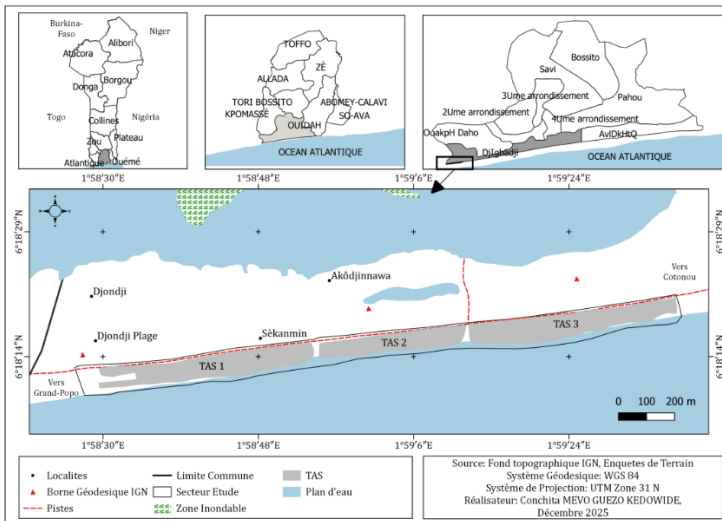 Burkina-
Faso
Niger
Alibori
Atacora
Borgou
Donga
Togo
Nigéria
Collines
Plateau
Zou
Atlantique
Ouémé
TOFFO
ZÈ
ALLADA
TORI BOSSITO
ABOMEY-CALAVI
KPOMASSÈ
SO-AVA
OUIDAH
OCEAN ATLANTIQUE
Bossito
Savi
3Ume arrondissement
Pahou
2Ume arrondissement
4Ume arrondissement
OuakpH Daho
AvlDkHtQ
DjIgbadji
OCEAN ATLANTIQUE
1°58'30"E 1°58'48"E 1°59'6"E 1°59'24"E
6°18'29"N
6°18'29"N
Vers
Cotonou
Akôdjinnawa
Djondji
Djondji Plage
Sèkanmin
TAS 3
TAS 2
TAS 1
6°18'14"N
6°18'14"N
Vers
Grand-Popo
0 100 200 m
1°58'30"E 1°58'48"E 1°59'6"E 1°59'24"E
Localites
Limite Commune
TAS
Borne Géodesique IGN
Secteur Etude
Plan d'eau
Pistes
Zone Inondable
Source: Fond topographique IGN, Enquetes de Terrain
Système Géodesique: WGS 84
Système de Projection: UTM Zone 31 N
Réalisateur: Conchita MEVO GUEZO KEDOWIDE,
Décembre 2025